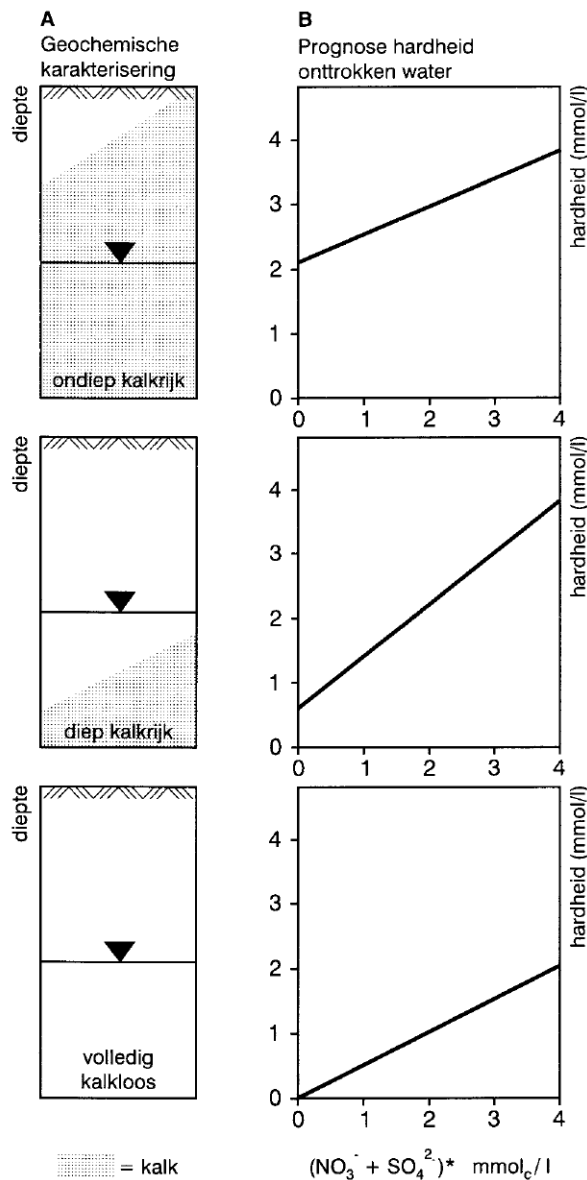 A
Geochemische
karakterisering
B
Prognose hardheid
onttrokken water
diepte
ondiep kalkrijk
4
3
2
1
0
0 1 2 3 4
hardheid (mmol/l)
diepte
diep kalkrijk
4
3
2
1
0
0 1 2 3 4
hardheid (mmol/l)
diepte
volledig
kalkloos
4
3
2
1
0
0 1 2 3 4
hardheid (mmol/l)
= kalk
(NO₃⁻ + SO₄²⁻)* mmol_c/l